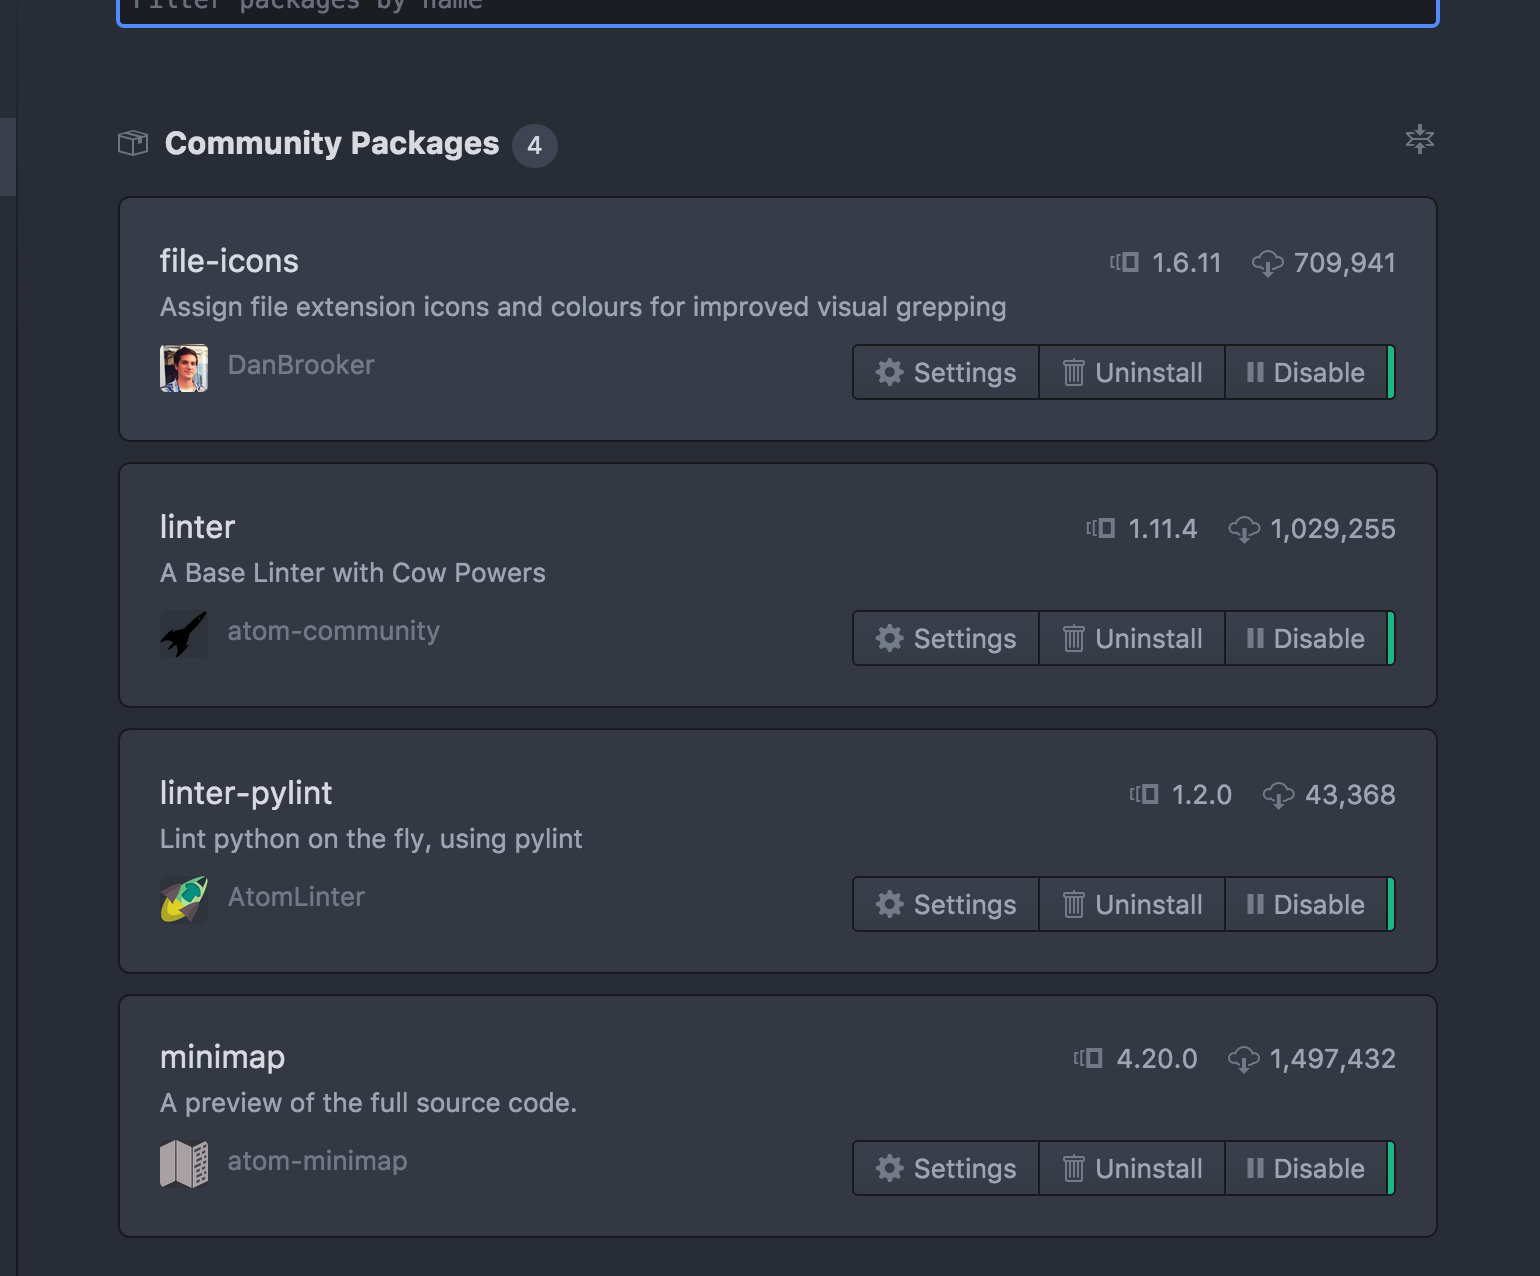 Filter packages by name
Community Packages 4
file-icons 1.6.11 709,941
Assign file extension icons and colours for improved visual grepping
DanBrooker Settings Uninstall Disable
linter 1.11.4 1,029,255
A Base Linter with Cow Powers
atom-community Settings Uninstall Disable
linter-pylint 1.2.0 43,368
Lint python on the fly, using pylint
AtomLinter Settings Uninstall Disable
minimap 4.20.0 1,497,432
A preview of the full source code.
atom-minimap Settings Uninstall Disable